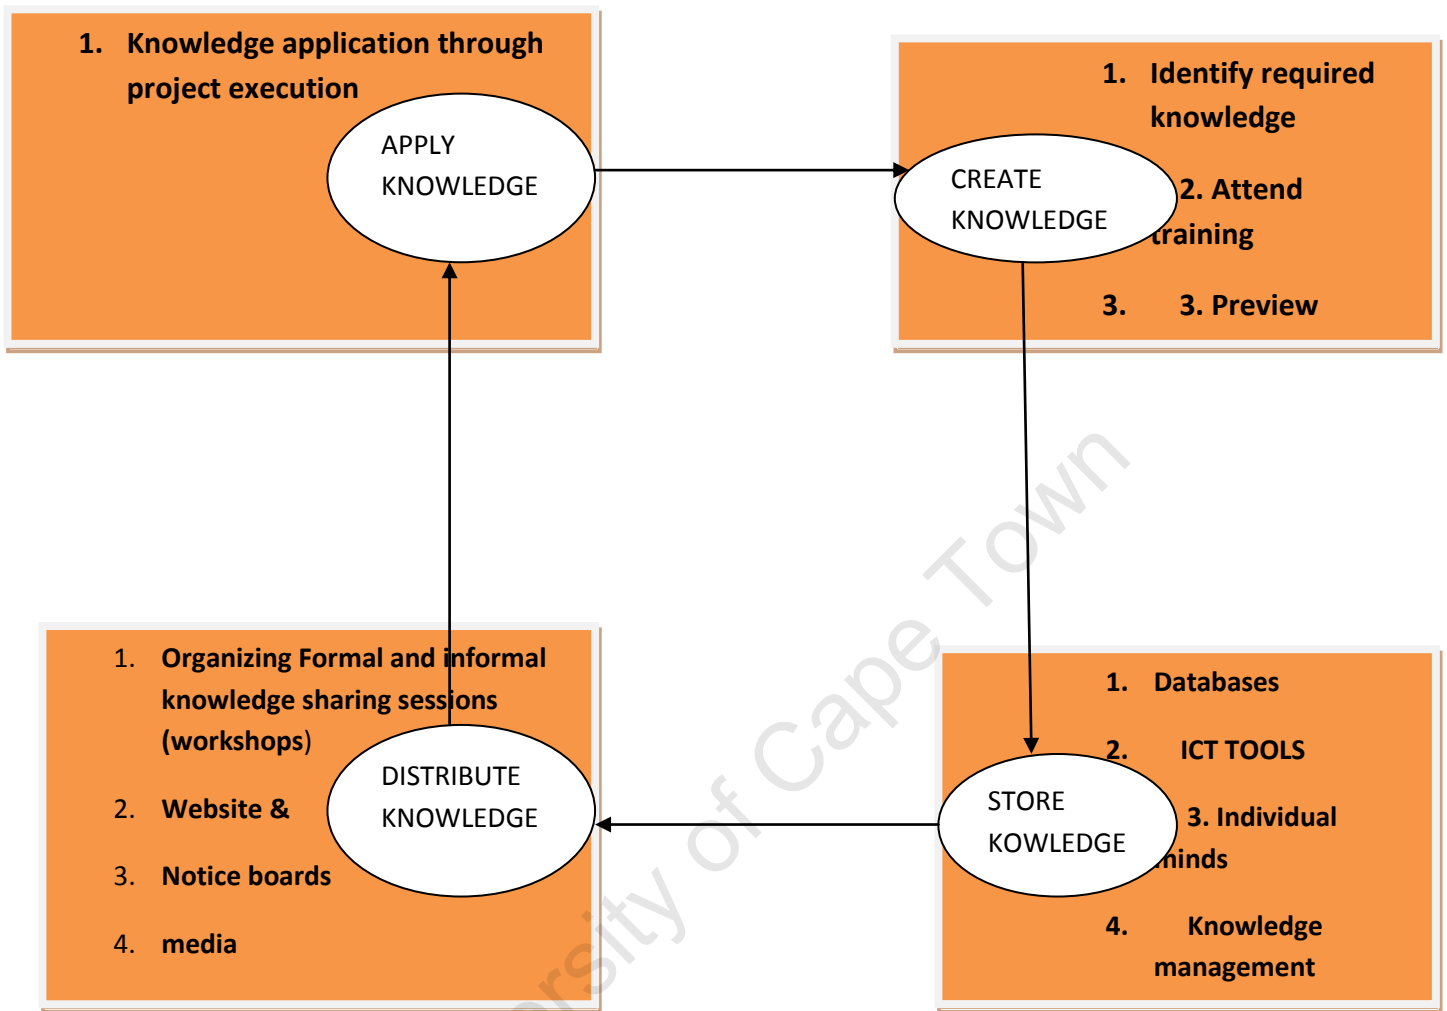 1. Knowledge application through
project execution
APPLY
KNOWLEDGE
1. Identify required
knowledge
2. Attend
training
3. 3. Preview
CREATE
KNOWLEDGE
1. Organizing Formal and informal
knowledge sharing sessions
(workshops)
2. Website &
3. Notice boards
4. media
DISTRIBUTE
KNOWLEDGE
1. Databases
2. ICT TOOLS
3. Individual
minds
4. Knowledge
management
STORE
KOWLEDGE
of Cape Town